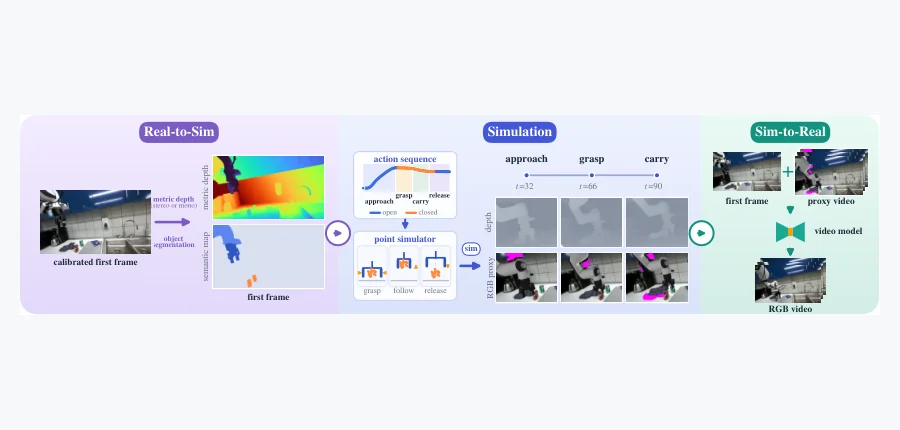 Real-to-Sim
metric depth
(stereo or mono)
object
segmentation
calibrated first frame
metric depth
semantic map
first frame
Simulation
action sequence
approach
grasp
carry
release
open
closed
point simulator
grasp
follow
release
sim
approach
grasp
carry
t=32
t=66
t=90
depth
RGB proxy
Sim-to-Real
+
first frame
proxy video
video model
RGB video